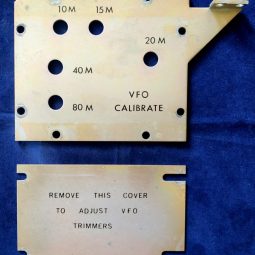 10 M 15 M
20 M
40 M
80 M
VFO
CALIBRATE
REMOVE THIS COVER
TO ADJUST VFO
TRIMMERS